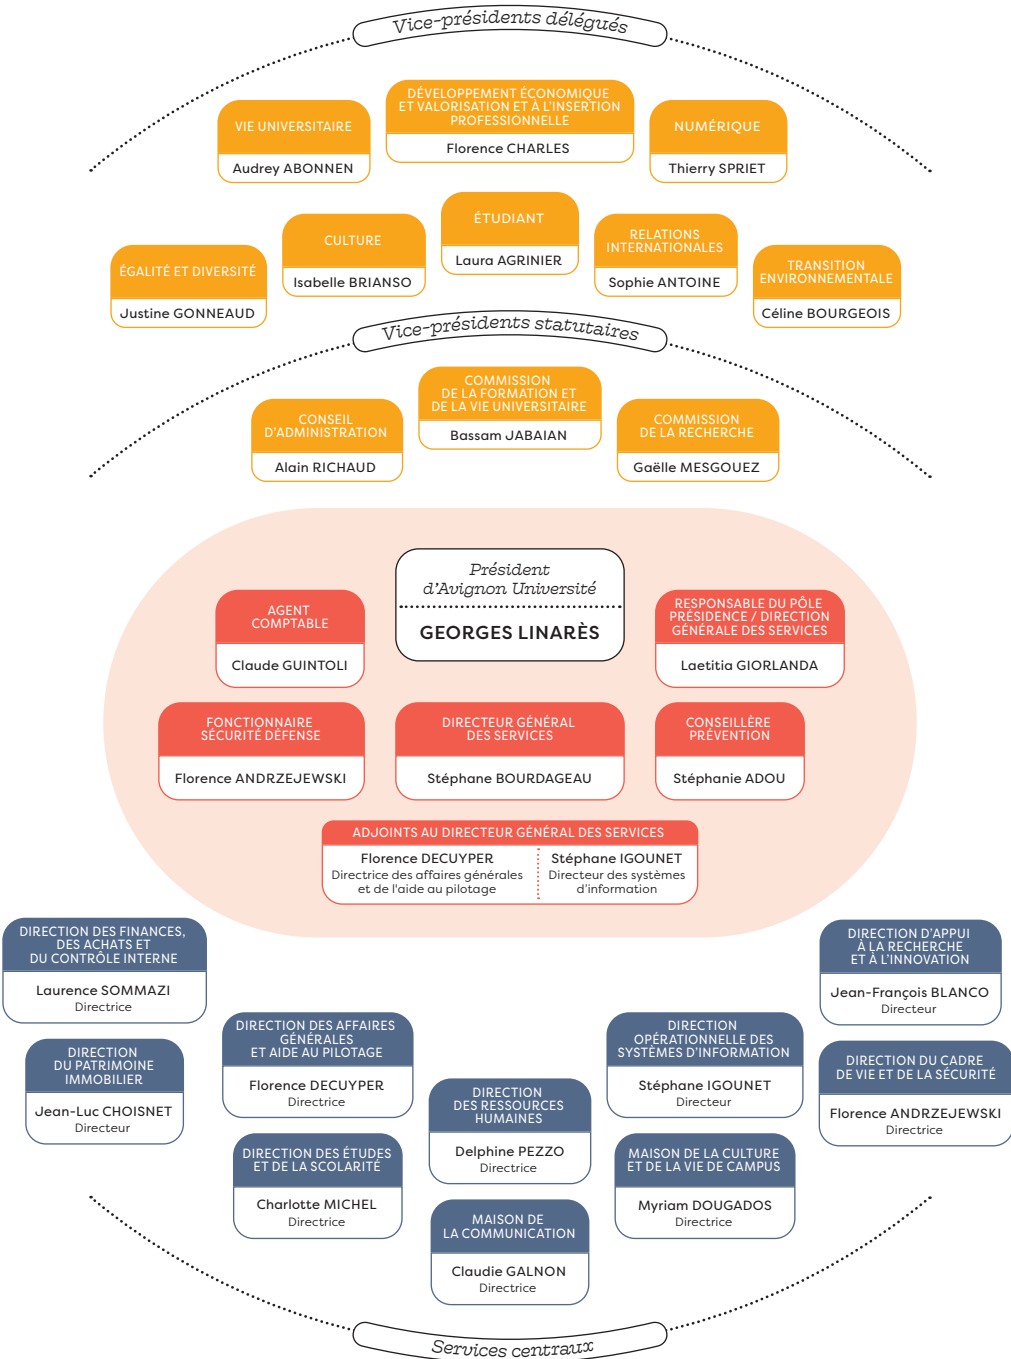 Vice-présidents délégués
DÉVELOPPEMENT ÉCONOMIQUE
ET VALORISATION ET À L'INSERTION
PROFESSIONNELLE
Florence CHARLES
VIE UNIVERSITAIRE
Audrey ABONNEN
NUMÉRIQUE
Thierry SPRIET
ÉTUDIANT
Laura AGRINIER
CULTURE
Isabelle BRIANSO
RELATIONS
INTERNATIONALES
Sophie ANTOINE
ÉGALITÉ ET DIVERSITÉ
Justine GONNEAUD
TRANSITION
ENVIRONNEMENTALE
Céline BOURGEOIS
Vice-présidents statutaires
COMMISSION
DE LA FORMATION ET
DE LA VIE UNIVERSITAIRE
Bassam JABAIAN
CONSEIL
D'ADMINISTRATION
Alain RICHAUD
COMMISSION
DE LA RECHERCHE
Gaëlle MESGOUEZ
Président
d'Avignon Université
GEORGES LINARÈS
AGENT
COMPTABLE
Claude GUINTOLI
RESPONSABLE DU PÔLE
PRÉSIDENCE / DIRECTION
GÉNÉRALE DES SERVICES
Laetitia GIORLANDA
FONCTIONNAIRE
SÉCURITÉ DÉFENSE
Florence ANDRZEJEWSKI
DIRECTEUR GÉNÉRAL
DES SERVICES
Stéphane BOURDAGEAU
CONSEILLÈRE
PRÉVENTION
Stéphanie ADOU
ADJOINTS AU DIRECTEUR GÉNÉRAL DES SERVICES
Florence DECUYPER
Directrice des affaires générales
et de l'aide au pilotage
Stéphane IGOUNET
Directeur des systèmes
d'information
DIRECTION DES FINANCES,
DES ACHATS ET
DU CONTRÔLE INTERNE
Laurence SOMMAZI
Directrice
DIRECTION D'APPUI
À LA RECHERCHE
ET À L'INNOVATION
Jean-François BLANCO
Directeur
DIRECTION DES AFFAIRES
GÉNÉRALES
ET AIDE AU PILOTAGE
Florence DECUYPER
Directrice
DIRECTION
OPÉRATIONNELLE DES
SYSTÈMES D'INFORMATION
Stéphane IGOUNET
Directeur
DIRECTION
DU PATRIMOINE
IMMOBILIER
Jean-Luc CHOISNET
Directeur
DIRECTION DU CADRE
DE VIE ET DE LA SÉCURITÉ
Florence ANDRZEJEWSKI
Directrice
DIRECTION
DES RESSOURCES
HUMAINES
Delphine PEZZO
Directrice
DIRECTION DES ÉTUDES
ET DE LA SCOLARITÉ
Charlotte MICHEL
Directrice
MAISON DE LA CULTURE
ET DE LA VIE DE CAMPUS
Myriam DOUGADOS
Directrice
MAISON DE
LA COMMUNICATION
Claudie GALNON
Directrice
Services centraux